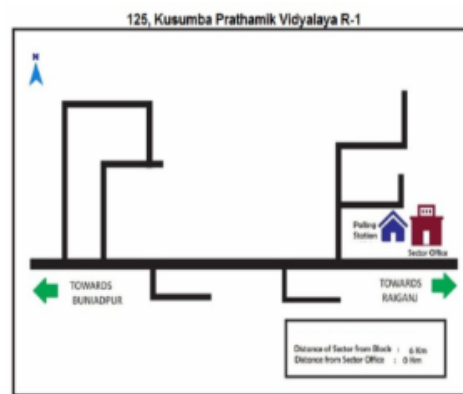 125, Kusumba Prathamik Vidyalaya R-1
N
Polling
Station
Sector Office
TOWARDS
BUNIADPUR
TOWARDS
RAIGANJ
Distance of Sector from Block : 6 Km
Distance from Sector Office : 0 Km